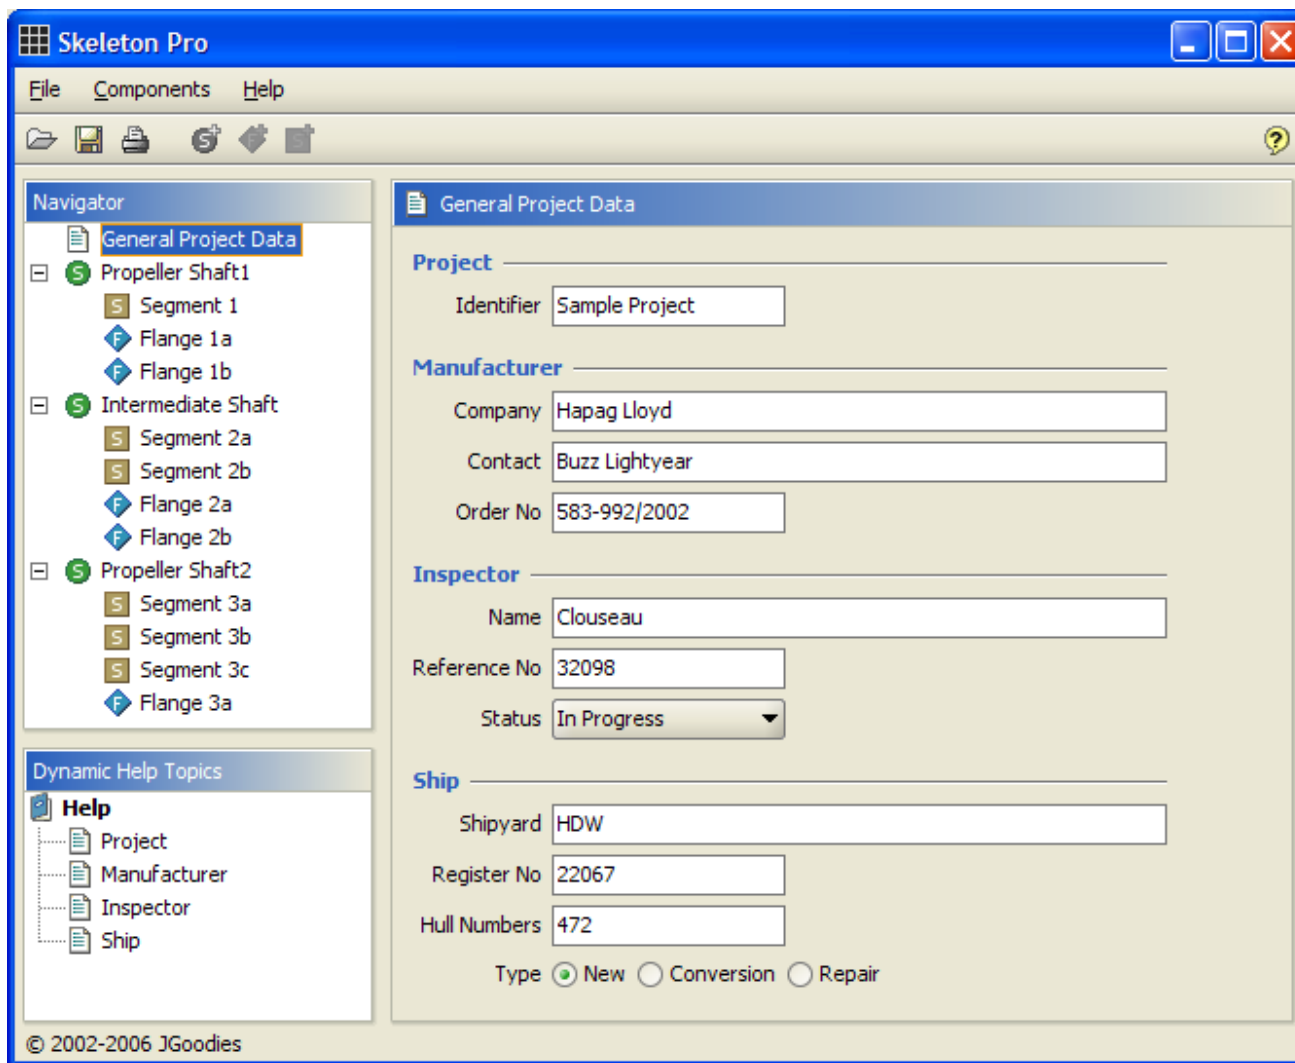 Skeleton Pro
File Components Help
Navigator
General Project Data
Propeller Shaft1
Segment 1
Flange 1a
Flange 1b
Intermediate Shaft
Segment 2a
Segment 2b
Flange 2a
Flange 2b
Propeller Shaft2
Segment 3a
Segment 3b
Segment 3c
Flange 3a
Dynamic Help Topics
Help
Project
Manufacturer
Inspector
Ship
General Project Data
Project
Identifier Sample Project
Manufacturer
Company Hapag Lloyd
Contact Buzz Lightyear
Order No 583-992/2002
Inspector
Name Clouseau
Reference No 32098
Status In Progress
Ship
Shipyard HDW
Register No 22067
Hull Numbers 472
Type New Conversion Repair
© 2002-2006 JGoodies